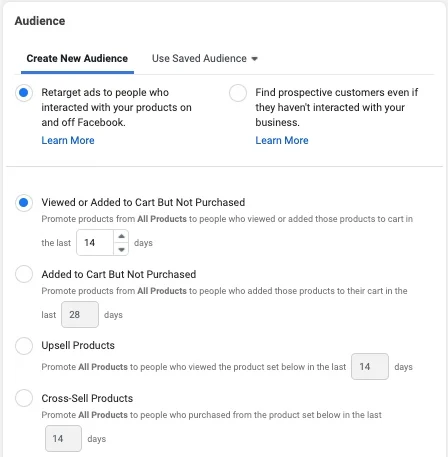 Audience
Create New Audience
Use Saved Audience
Retarget ads to people who
interacted with your products on
and off Facebook.
Learn More
Find prospective customers even if
they haven't interacted with your
business.
Learn More
Viewed or Added to Cart But Not Purchased
Promote products from All Products to people who viewed or added those products to cart in
the last 14 days
Added to Cart But Not Purchased
Promote products from All Products to people who added those products to their cart in the
last 28 days
Upsell Products
Promote All Products to people who viewed the product set below in the last 14 days
Cross-Sell Products
Promote All Products to people who purchased from the product set below in the last
14 days